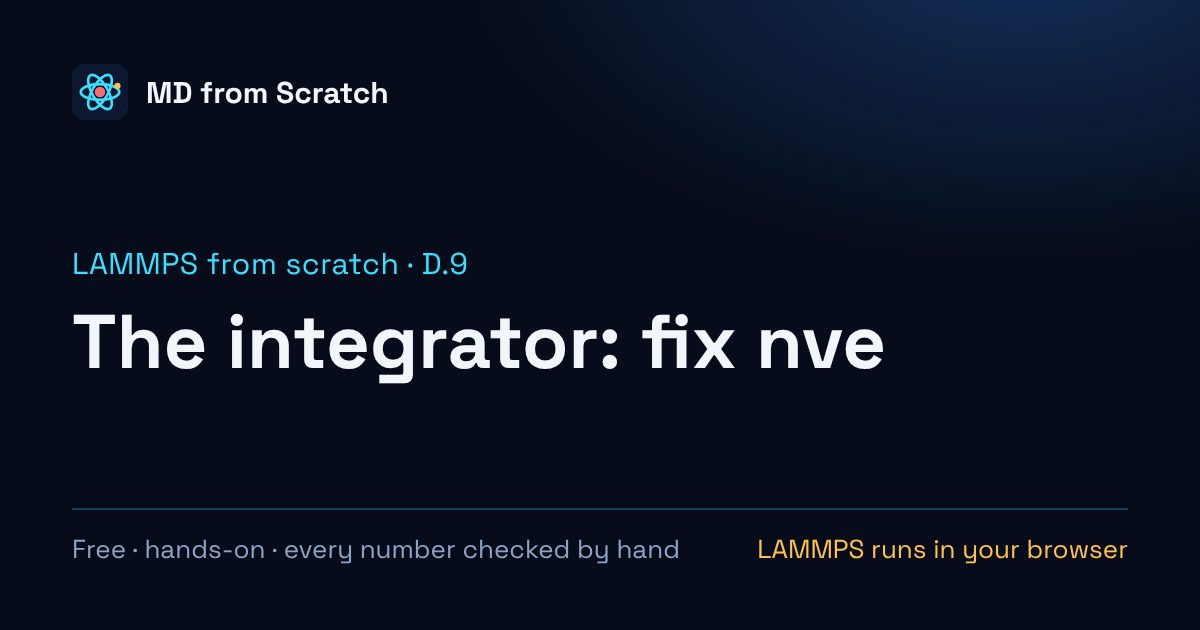 MD from Scratch
LAMMPS from scratch · D.9
The integrator: fix nve
Free · hands-on · every number checked by hand
LAMMPS runs in your browser